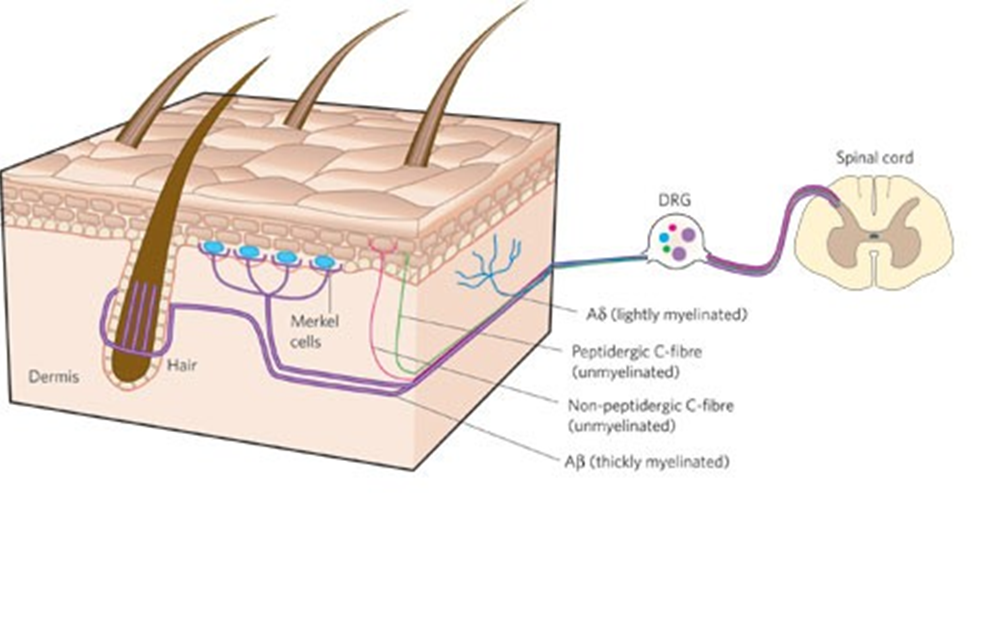 Spinal cord
DRG
Aδ (lightly myelinated)
Merkel
cells
Peptidergic C-fibre
(unmyelinated)
Hair
Dermis
Non-peptidergic C-fibre
(unmyelinated)
Aβ (thickly myelinated)